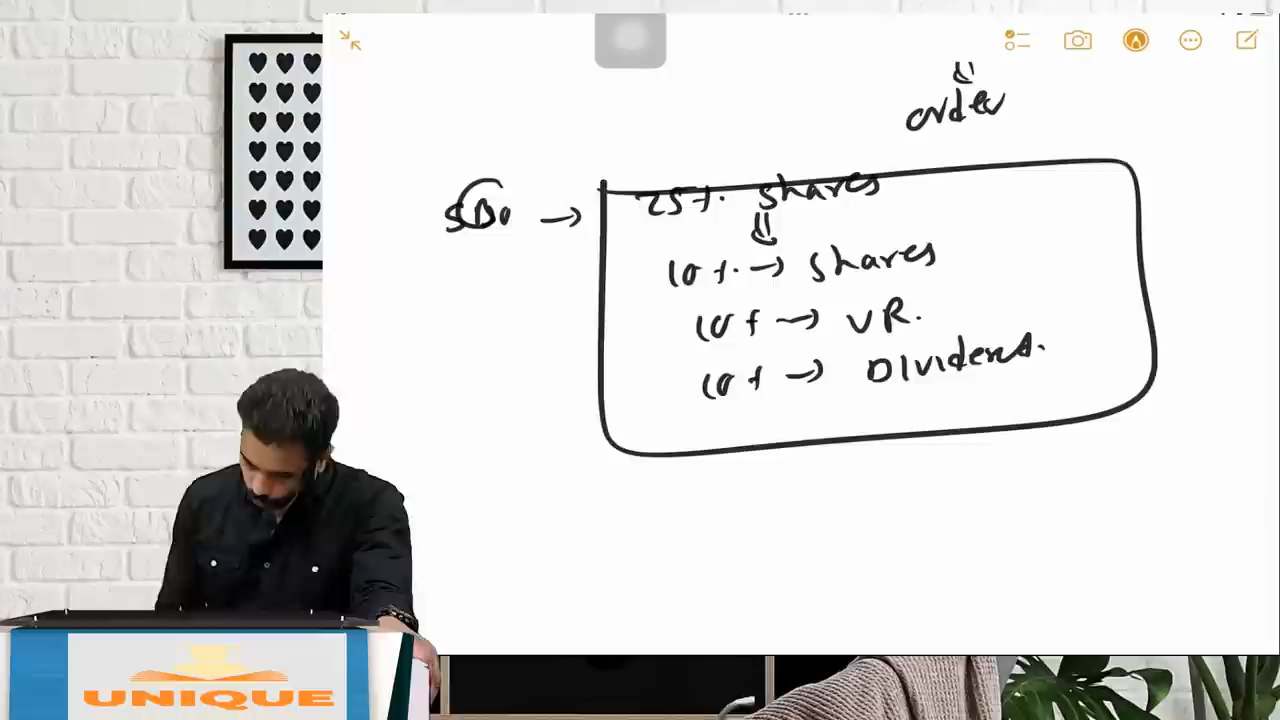 order
SBO → 25%. shares
10%. → shares
10% → VR.
10% → Dividend.
UNIQUE